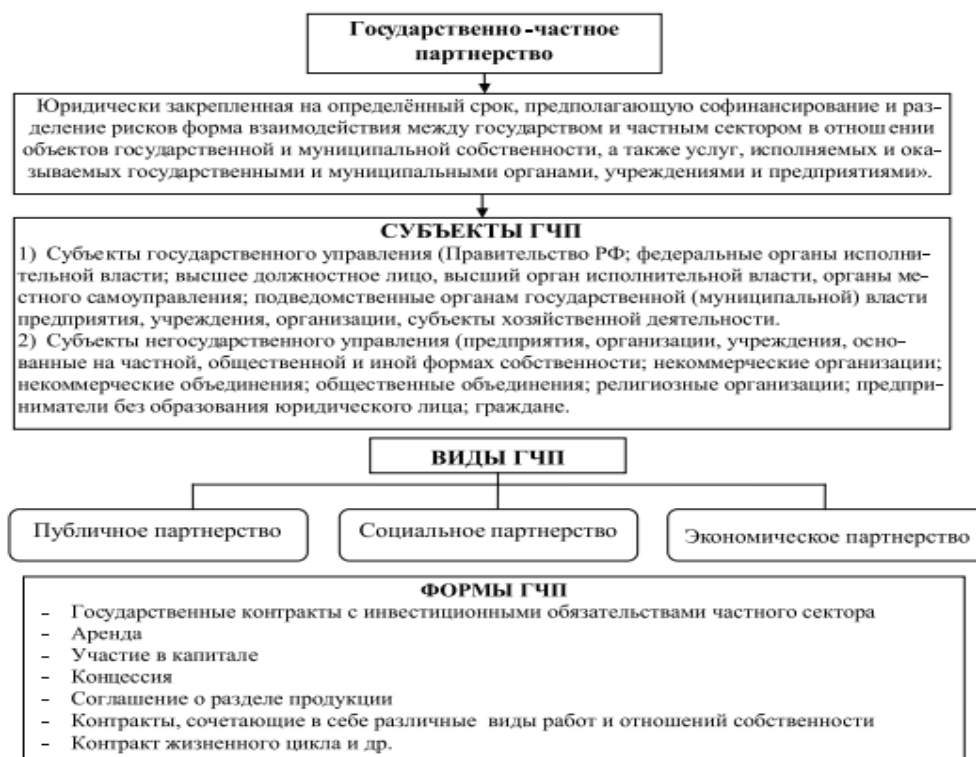 Государственно-частное
партнерство
Юридически закрепленная на определённый срок, предполагающую софинансирование и раз-
деление рисков форма взаимодействия между государством и частным сектором в отношении
объектов государственной и муниципальной собственности, а также услуг, исполняемых и ока-
зываемых государственными и муниципальными органами, учреждениями и предприятиями».
СУБЪЕКТЫ ГЧП
1) Субъекты государственного управления (Правительство РФ; федеральные органы исполни-
тельной власти; высшее должностное лицо, высший орган исполнительной власти, органы ме-
стного самоуправления; подведомственные органам государственной (муниципальной) власти
предприятия, учреждения, организации, субъекты хозяйственной деятельности.
2) Субъекты негосударственного управления (предприятия, организации, учреждения, осно-
ванные на частной, общественной и иной формах собственности; некоммерческие организации;
некоммерческие объединения; общественные объединения; религиозные организации; предпри-
ниматели без образования юридического лица; граждане.
ВИДЫ ГЧП
Публичное партнерство
Социальное партнерство
Экономическое партнерство
ФОРМЫ ГЧП
- Государственные контракты с инвестиционными обязательствами частного сектора
- Аренда
- Участие в капитале
- Концессия
- Соглашение о разделе продукции
- Контракты, сочетающие в себе различные виды работ и отношений собственности
- Контракт жизненного цикла и др.